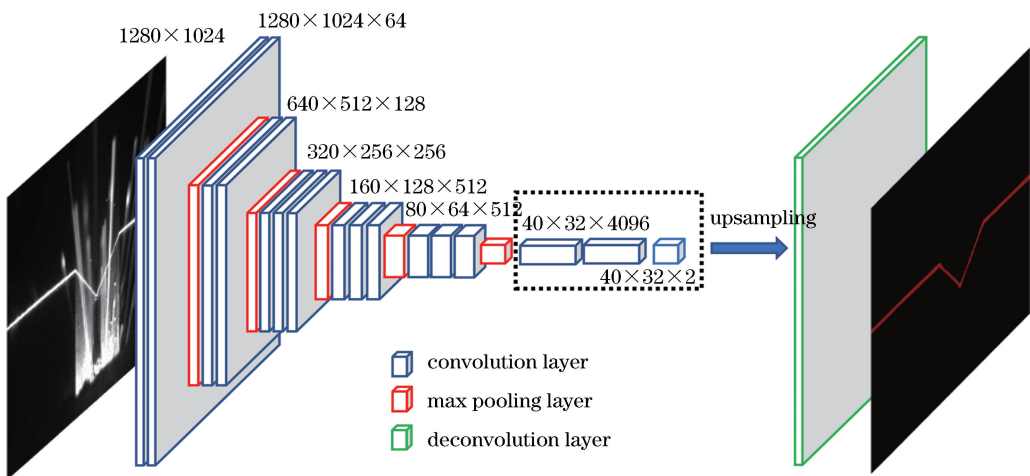 1280×1024
1280×1024×64
640×512×128
320×256×256
160×128×512
80×64×512
40×32×4096
40×32×2
upsampling
convolution layer
max pooling layer
deconvolution layer